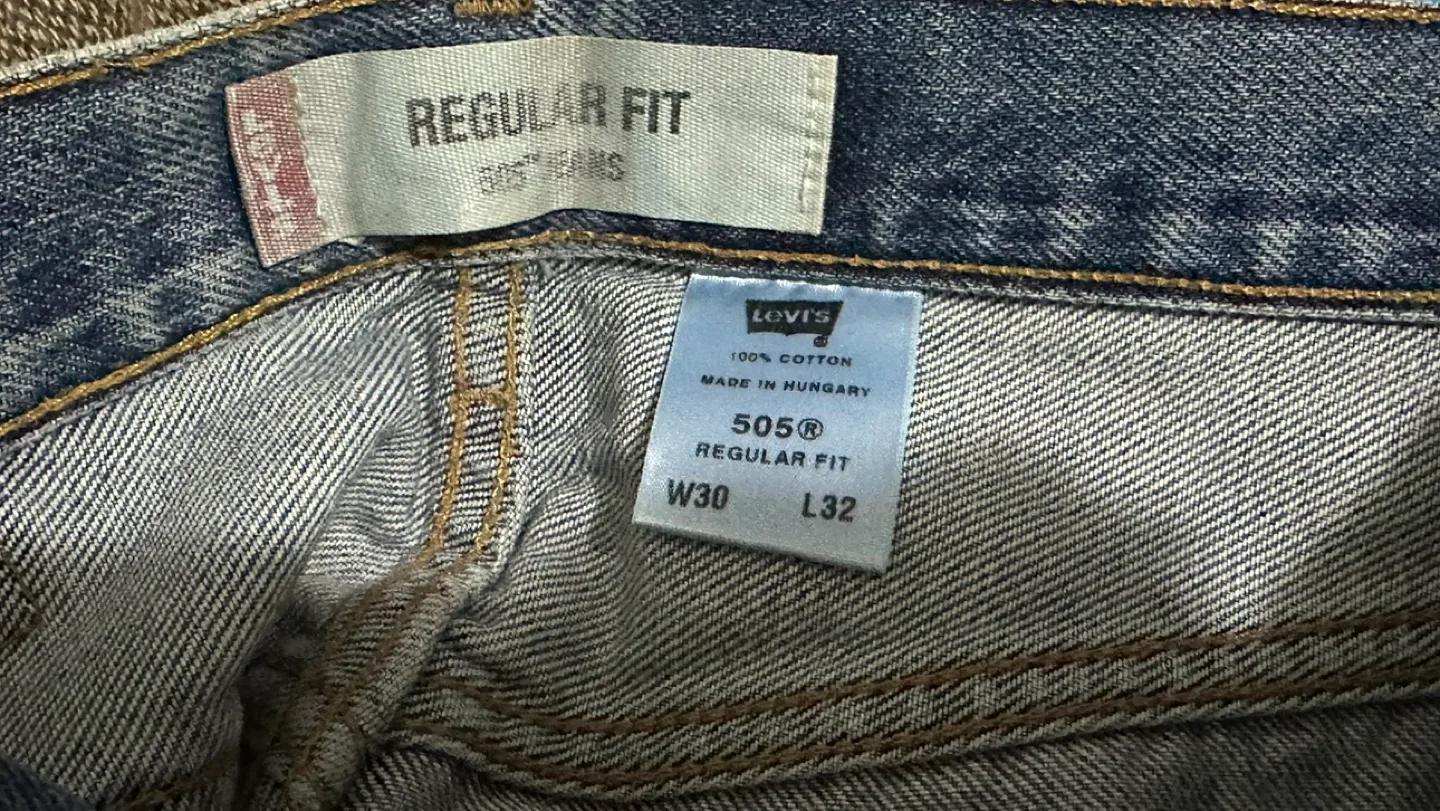 REGULAR FIT
505™ JEANS
LEVI'S
®
100% COTTON
MADE IN HUNGARY
505®
REGULAR FIT
W30 L32